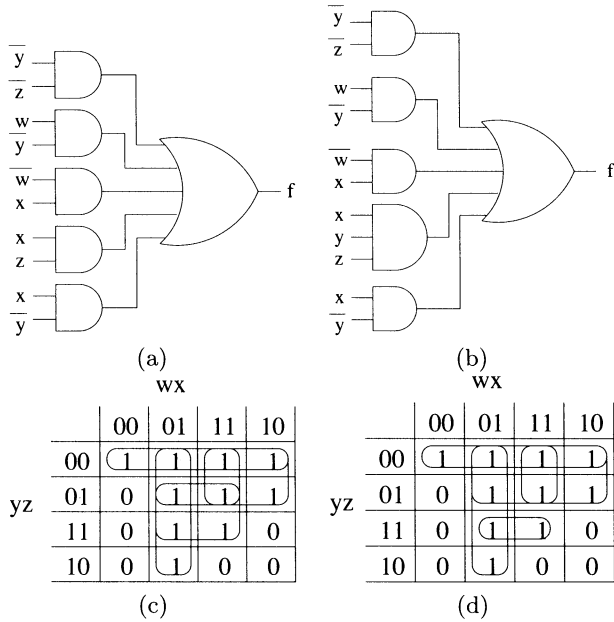 y̅
z̅
w
y̅
w̅
x
x
z
x
y̅
f
(a)
y̅
z̅
w
y̅
w̅
x
x
y
z
x
y̅
f
(b)
wx
00 01 11 10
00 1 1 1 1
01 0 1 1 1
11 0 1 1 0
10 0 1 0 0
yz
(c)
wx
00 01 11 10
00 1 1 1 1
01 0 1 1 1
11 0 1 1 0
10 0 1 0 0
yz
(d)